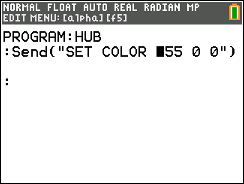 NORMAL FLOAT AUTO REAL RADIAN MP
EDIT MENU:[alpha][f5]
PROGRAM:HUB
:Send("SET COLOR 55 0 0")
: